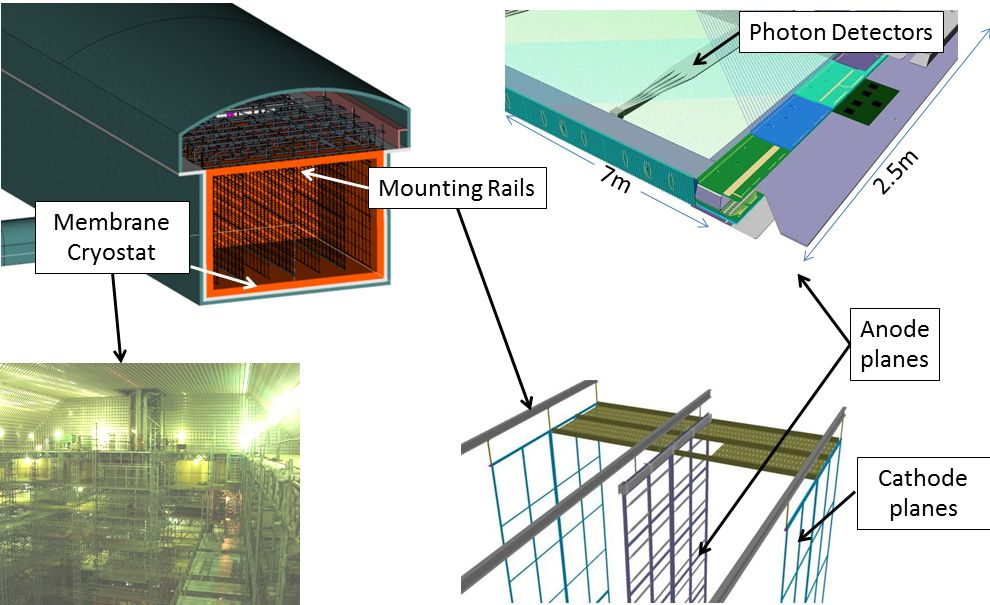 Photon Detectors
7m
2.5m
Mounting Rails
Membrane
Cryostat
Anode
planes
Cathode
planes